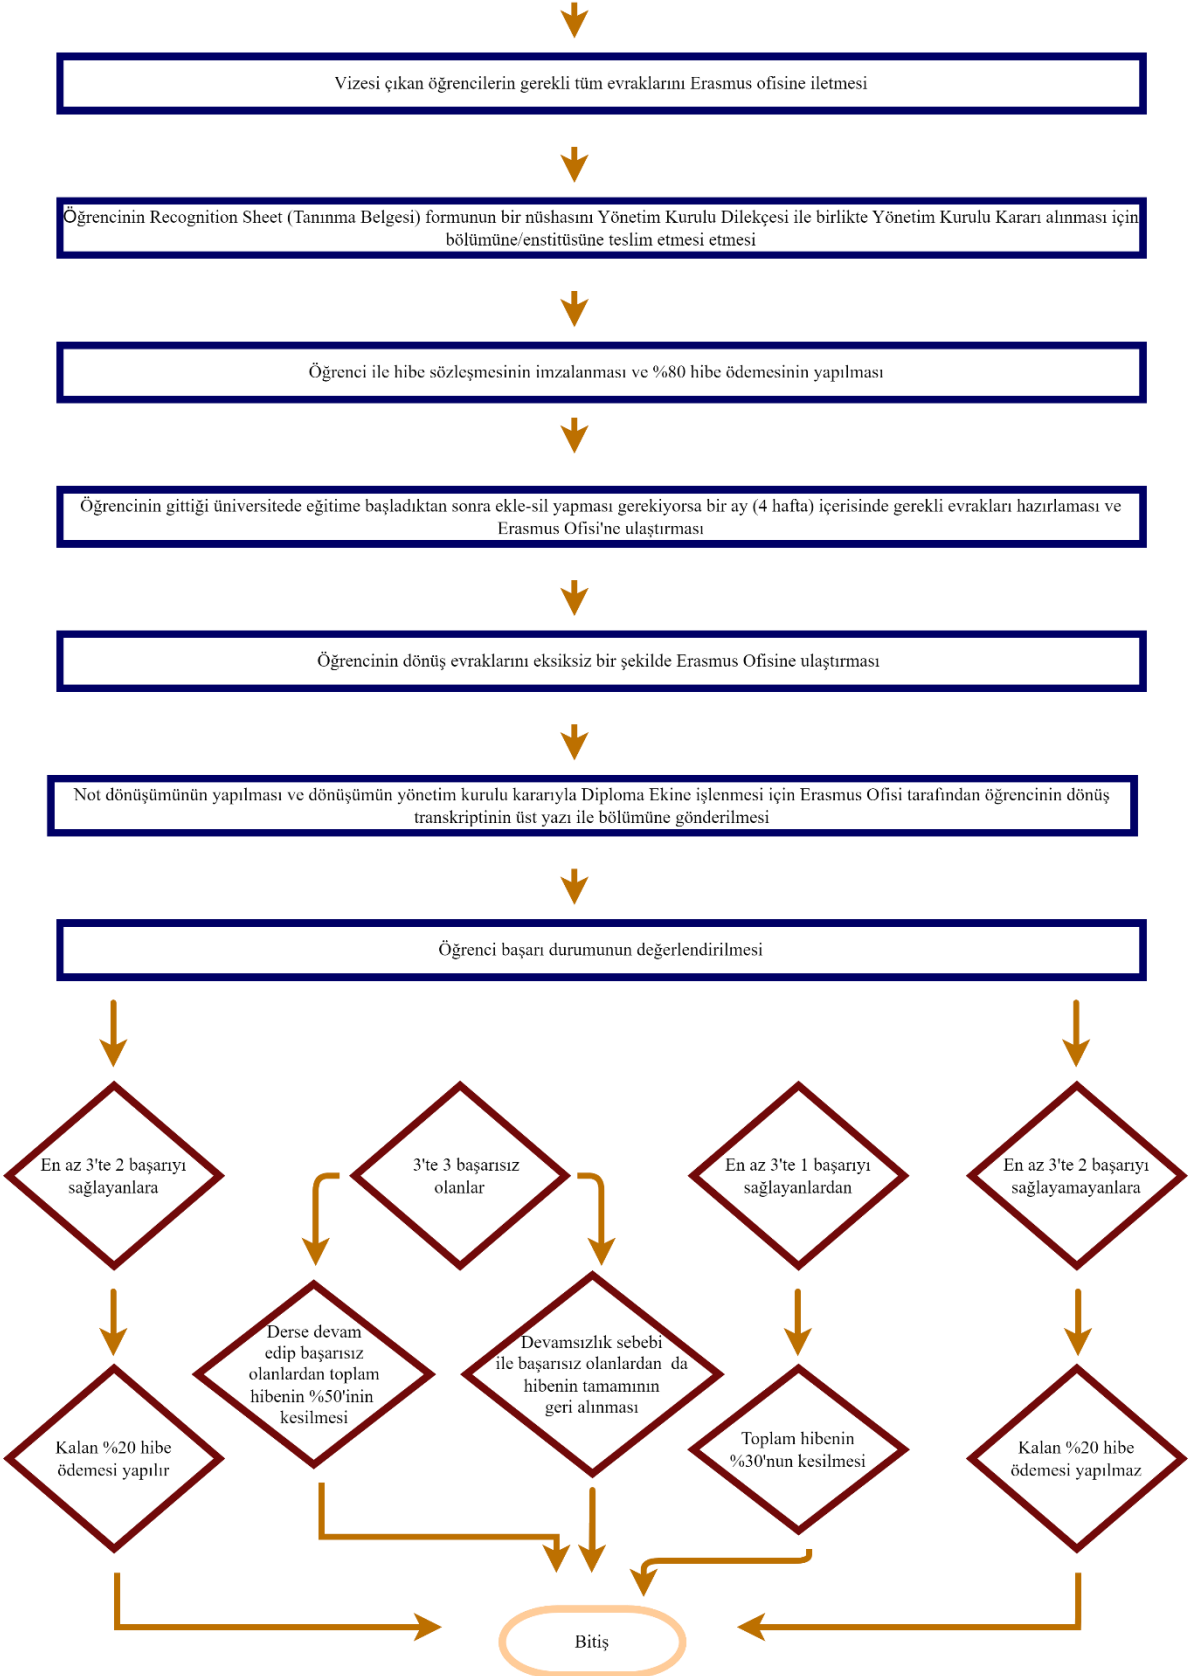 Vizesi çıkan öğrencilerin gerekli tüm evraklarını Erasmus ofisine iletmesi
Öğrencinin Recognition Sheet (Tanınma Belgesi) formunun bir nüshasını Yönetim Kurulu Dilekçesi ile birlikte Yönetim Kurulu Kararı alınması için
bölümüne/enstitüsüne teslim etmesi etmesi
Öğrenci ile hibe sözleşmesinin imzalanması ve %80 hibe ödemesinin yapılması
Öğrencinin gittiği üniversitede eğitime başladıktan sonra ekle-sil yapması gerekiyorsa bir ay (4 hafta) içerisinde gerekli evrakları hazırlaması ve
Erasmus Ofisi'ne ulaştırması
Öğrencinin dönüş evraklarını eksiksiz bir şekilde Erasmus Ofisine ulaştırması
Not dönüşümünün yapılması ve dönüşümün yönetim kurulu kararıyla Diploma Ekine işlenmesi için Erasmus Ofisi tarafından öğrencinin dönüş
transkriptinin üst yazı ile bölümüne gönderilmesi
Öğrenci başarı durumunun değerlendirilmesi
En az 3'te 2 başarıyı
sağlayanlara
3'te 3 başarısız
olanlar
En az 3'te 1 başarıyı
sağlayanlardan
En az 3'te 2 başarıyı
sağlayamayanlara
Derse devam
edip başarısız
olanlardan toplam
hibenin %50'inin
kesilmesi
Devamsızlık sebebi
ile başarısız olanlardan da
hibenin tamamının
geri alınması
Kalan %20 hibe
ödemesi yapılır
Toplam hibenin
%30'nun kesilmesi
Kalan %20 hibe
ödemesi yapılmaz
Bitiş